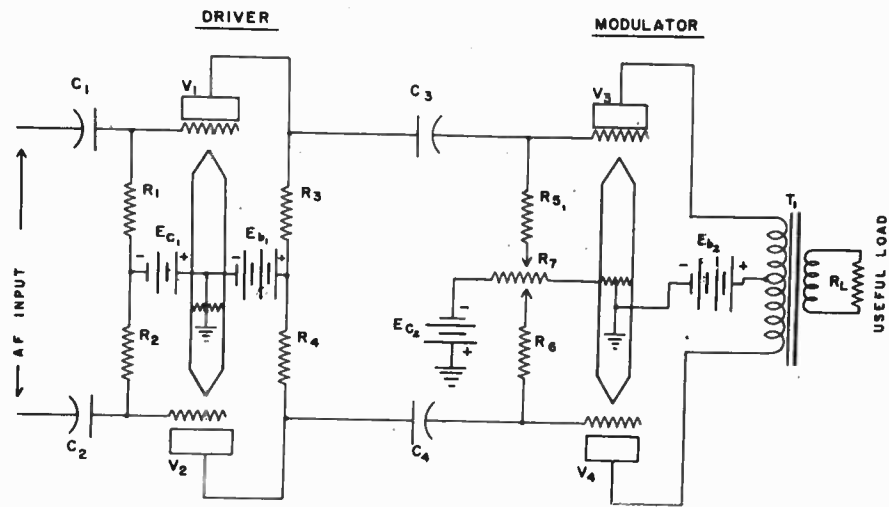 DRIVER
MODULATOR
C1
V1
C3
V3
R1
R3
R5,
T1
EC1
Eb1
R7
Eb2
RL
AF INPUT
USEFUL LOAD
R2
R4
EC2
R6
C2
V2
C4
V4
- + - +
- +
- +